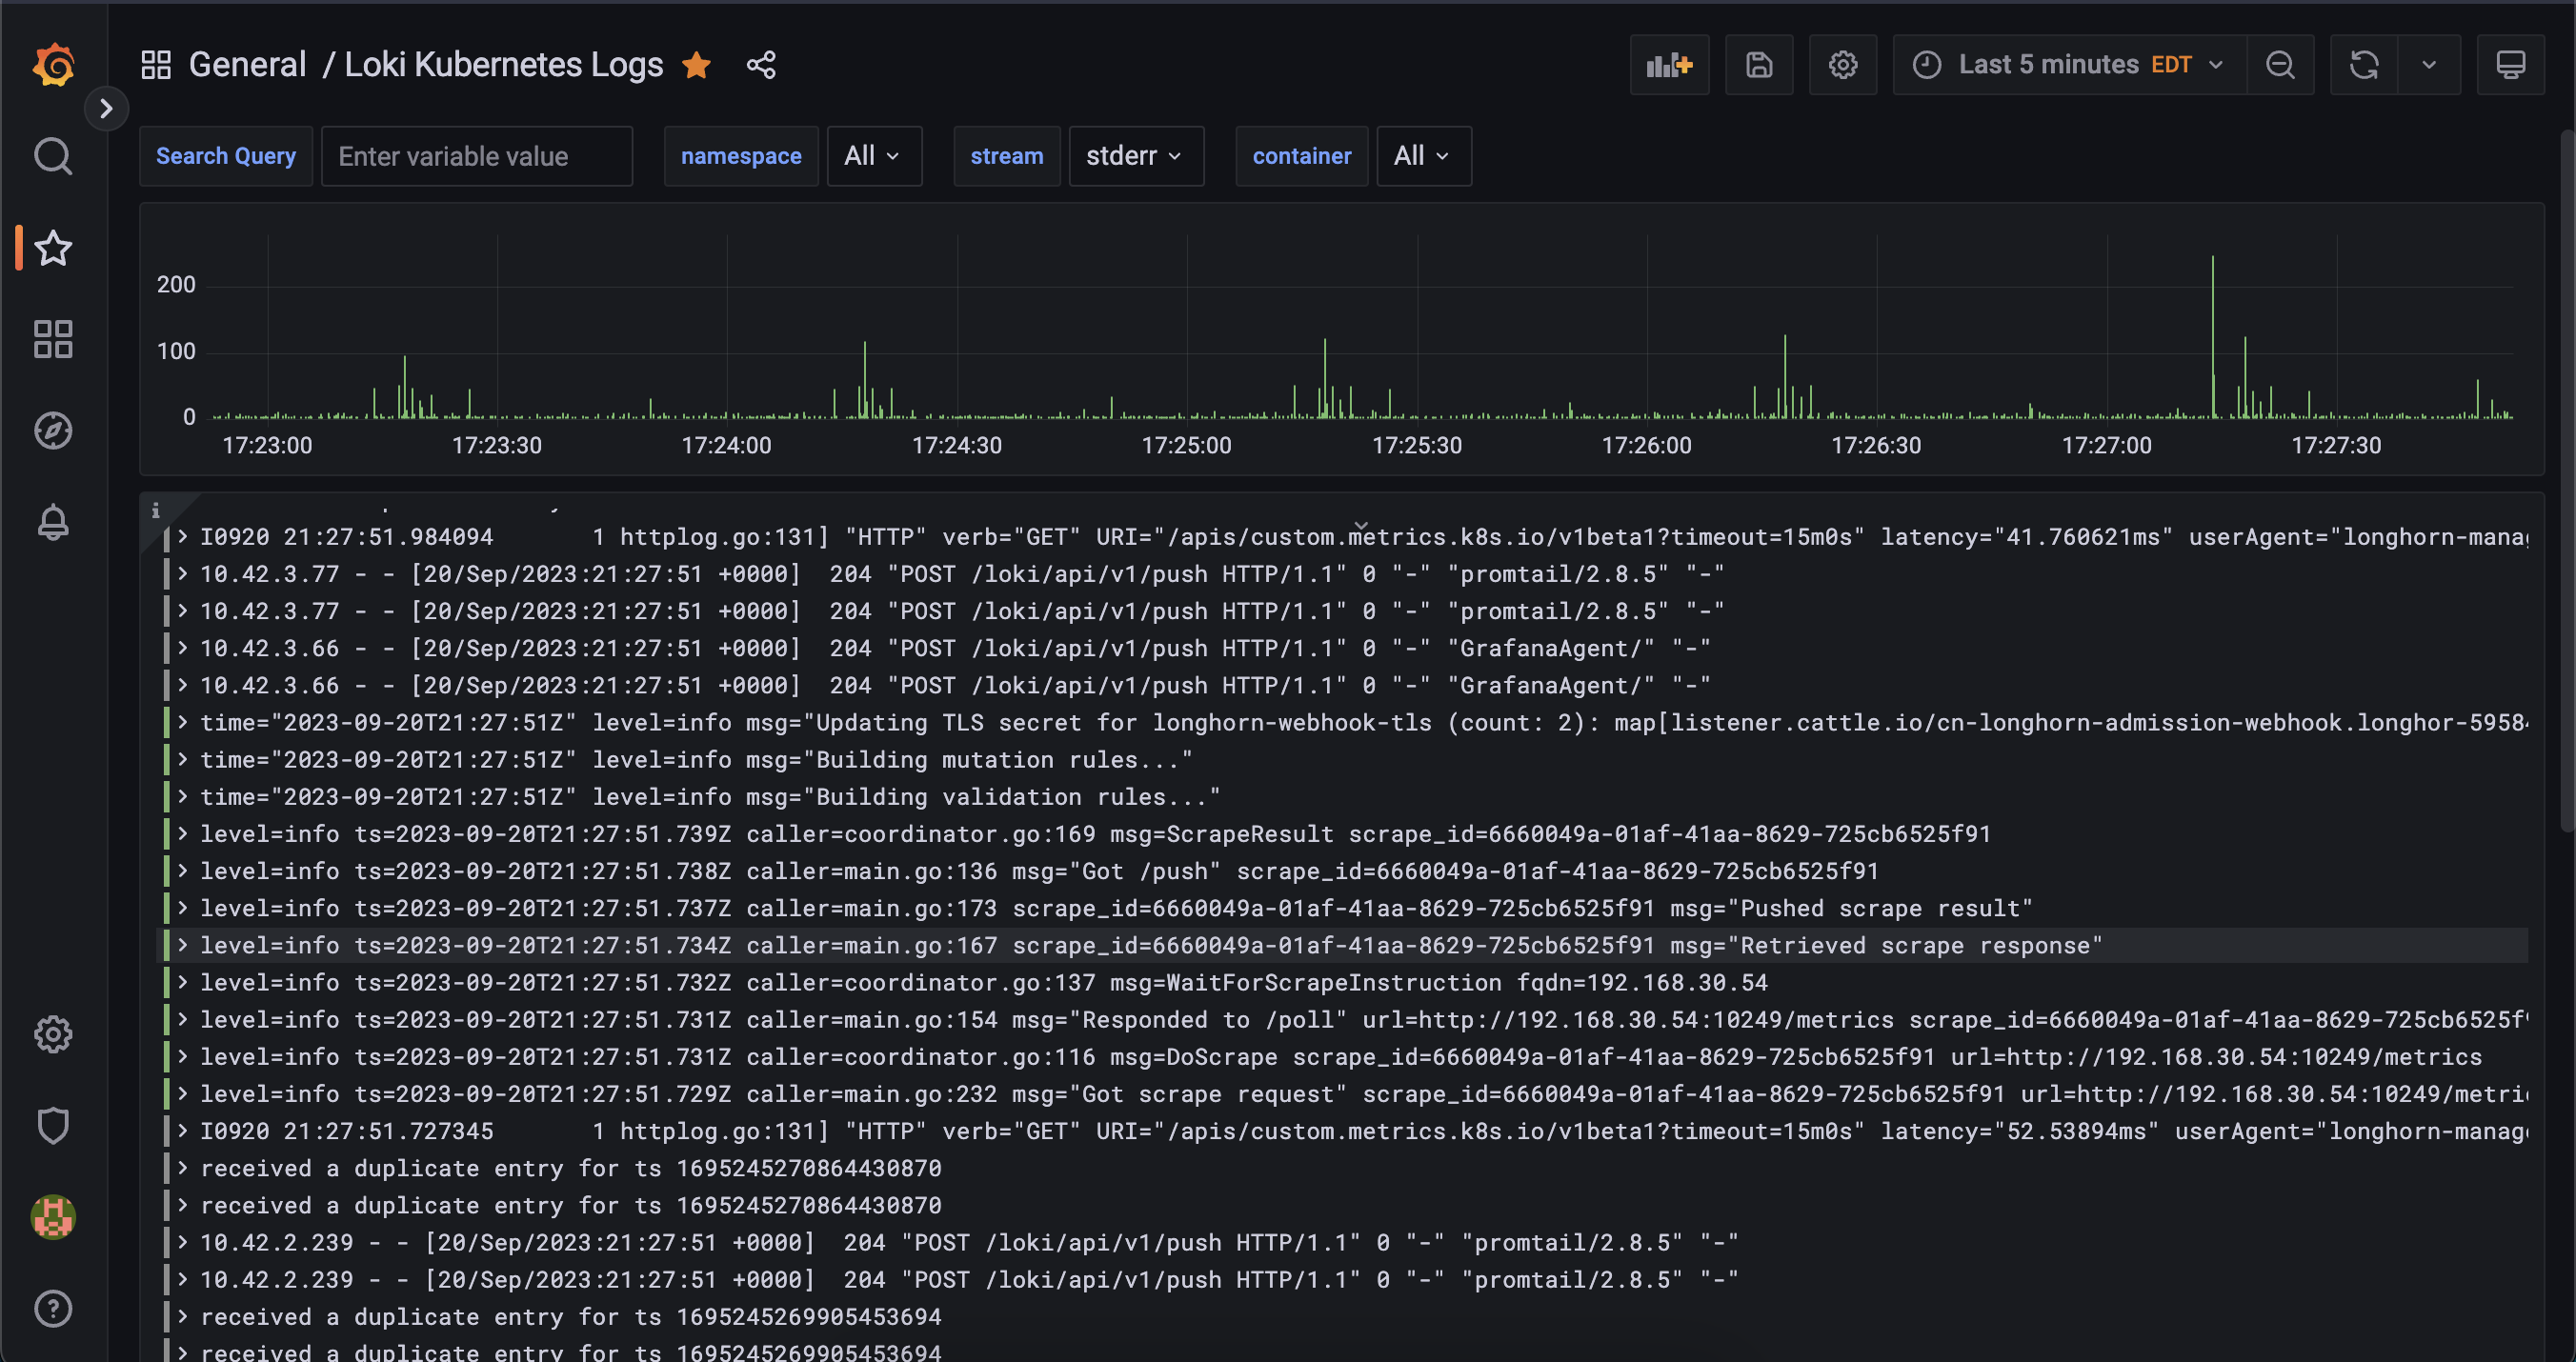 General / Loki Kubernetes Logs
Last 5 minutes EDT
Search Query Enter variable value namespace All stream stderr container All
200
100
0
17:23:00 17:23:30 17:24:00 17:24:30 17:25:00 17:25:30 17:26:00 17:26:30 17:27:00 17:27:30
i
> I0920 21:27:51.984094 1 httplog.go:131] "HTTP" verb="GET" URI="/apis/custom.metrics.k8s.io/v1beta1?timeout=15m0s" latency="41.760621ms" userAgent="longhorn-manag
> 10.42.3.77 - - [20/Sep/2023:21:27:51 +0000] 204 "POST /loki/api/v1/push HTTP/1.1" 0 "-" "promtail/2.8.5" "-"
> 10.42.3.77 - - [20/Sep/2023:21:27:51 +0000] 204 "POST /loki/api/v1/push HTTP/1.1" 0 "-" "promtail/2.8.5" "-"
> 10.42.3.66 - - [20/Sep/2023:21:27:51 +0000] 204 "POST /loki/api/v1/push HTTP/1.1" 0 "-" "GrafanaAgent/" "-"
> 10.42.3.66 - - [20/Sep/2023:21:27:51 +0000] 204 "POST /loki/api/v1/push HTTP/1.1" 0 "-" "GrafanaAgent/" "-"
> time="2023-09-20T21:27:51Z" level=info msg="Updating TLS secret for longhorn-webhook-tls (count: 2): map[listener.cattle.io/cn-longhorn-admission-webhook.longhor-5958
> time="2023-09-20T21:27:51Z" level=info msg="Building mutation rules..."
> time="2023-09-20T21:27:51Z" level=info msg="Building validation rules..."
> level=info ts=2023-09-20T21:27:51.739Z caller=coordinator.go:169 msg=ScrapeResult scrape_id=6660049a-01af-41aa-8629-725cb6525f91
> level=info ts=2023-09-20T21:27:51.738Z caller=main.go:136 msg="Got /push" scrape_id=6660049a-01af-41aa-8629-725cb6525f91
> level=info ts=2023-09-20T21:27:51.737Z caller=main.go:173 scrape_id=6660049a-01af-41aa-8629-725cb6525f91 msg="Pushed scrape result"
> level=info ts=2023-09-20T21:27:51.734Z caller=main.go:167 scrape_id=6660049a-01af-41aa-8629-725cb6525f91 msg="Retrieved scrape response"
> level=info ts=2023-09-20T21:27:51.732Z caller=coordinator.go:137 msg=WaitForScrapeInstruction fqdn=192.168.30.54
> level=info ts=2023-09-20T21:27:51.731Z caller=main.go:154 msg="Responded to /poll" url=http://192.168.30.54:10249/metrics scrape_id=6660049a-01af-41aa-8629-725cb6525f
> level=info ts=2023-09-20T21:27:51.731Z caller=coordinator.go:116 msg=DoScrape scrape_id=6660049a-01af-41aa-8629-725cb6525f91 url=http://192.168.30.54:10249/metrics
> level=info ts=2023-09-20T21:27:51.729Z caller=main.go:232 msg="Got scrape request" scrape_id=6660049a-01af-41aa-8629-725cb6525f91 url=http://192.168.30.54:10249/metri
> I0920 21:27:51.727345 1 httplog.go:131] "HTTP" verb="GET" URI="/apis/custom.metrics.k8s.io/v1beta1?timeout=15m0s" latency="52.53894ms" userAgent="longhorn-manag
> received a duplicate entry for ts 1695245270864430870
> received a duplicate entry for ts 1695245270864430870
> 10.42.2.239 - - [20/Sep/2023:21:27:51 +0000] 204 "POST /loki/api/v1/push HTTP/1.1" 0 "-" "promtail/2.8.5" "-"
> 10.42.2.239 - - [20/Sep/2023:21:27:51 +0000] 204 "POST /loki/api/v1/push HTTP/1.1" 0 "-" "promtail/2.8.5" "-"
> received a duplicate entry for ts 1695245269905453694
> received a duplicate entry for ts 1695245269905453694